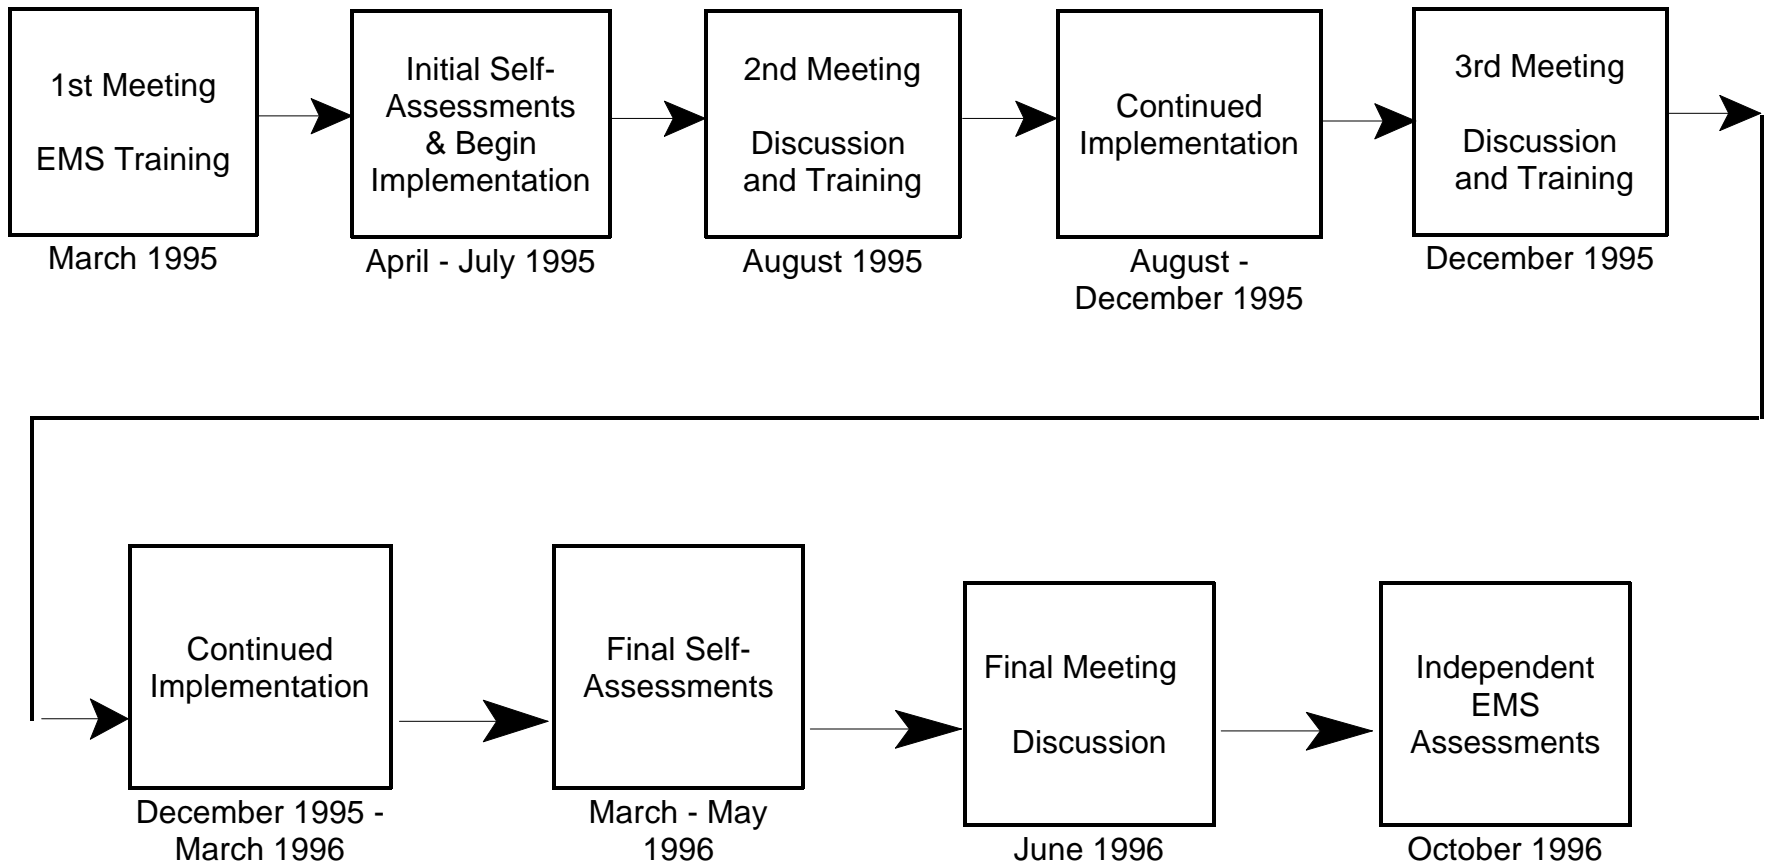 1st Meeting
EMS Training
March 1995
Initial Self-
Assessments
& Begin
Implementation
April - July 1995
2nd Meeting
Discussion
and Training
August 1995
Continued
Implementation
August -
December 1995
3rd Meeting
Discussion
and Training
December 1995
Continued
Implementation
December 1995 -
March 1996
Final Self-
Assessments
March - May
1996
Final Meeting
Discussion
June 1996
Independent
EMS
Assessments
October 1996